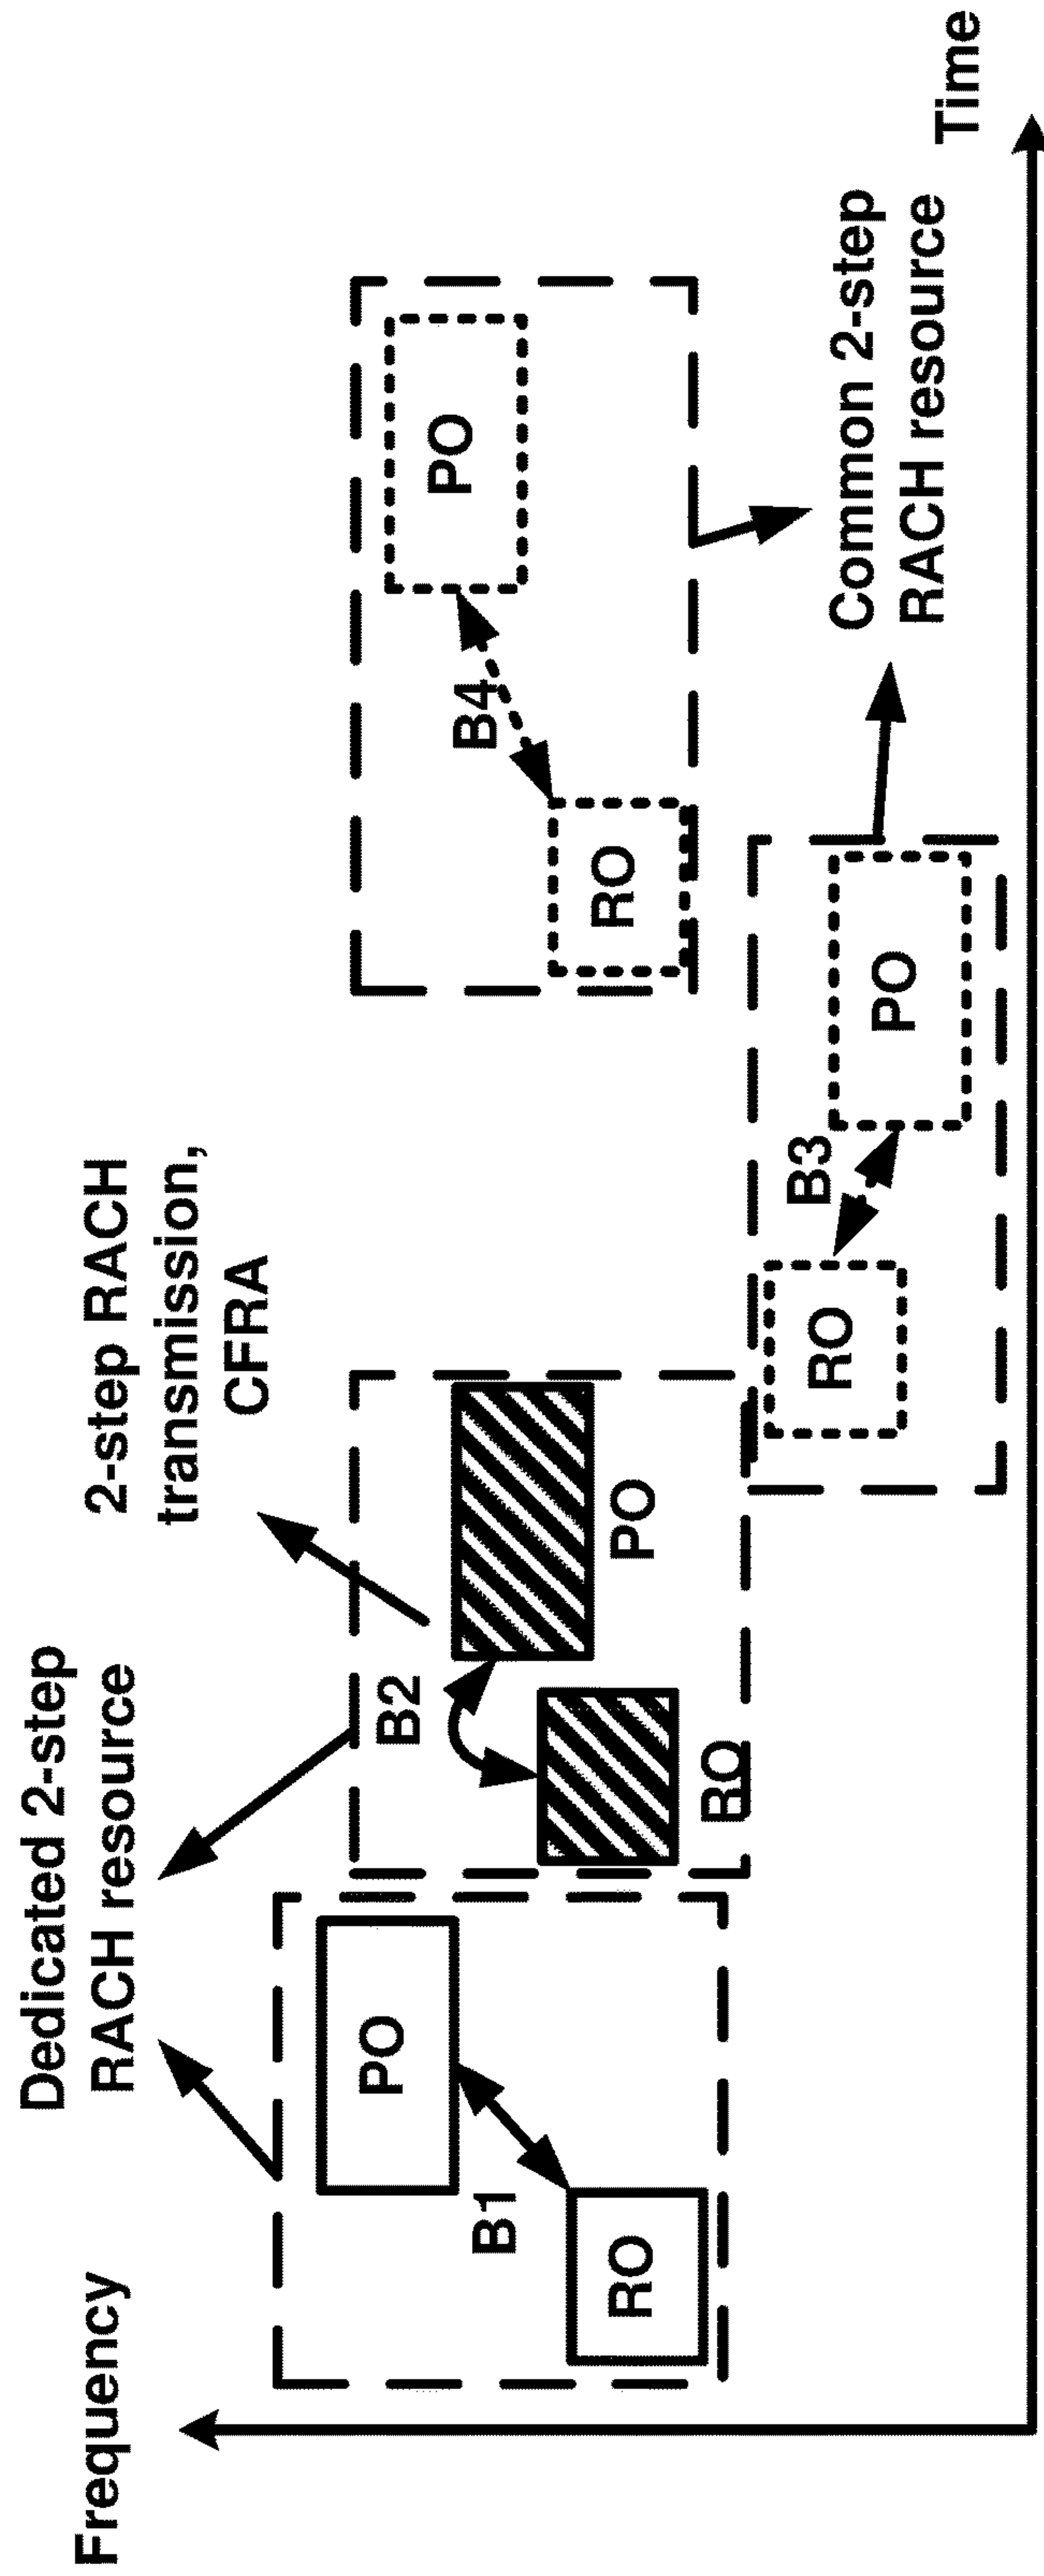 Frequency
Dedicated 2-step
RACH resource
2-step RACH
transmission,
CFRA
PO
B1
RO
B2
PO
RO
B3
RO
PO
B4
RO
PO
Common 2-step
RACH resource
Time